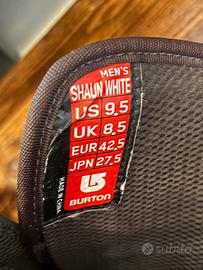 MEN'S
SHAUN WHITE
US 9.5
UK 8.5
EUR 42.5
JPN 27.5
BURTON
MADE IN CHINA
subito